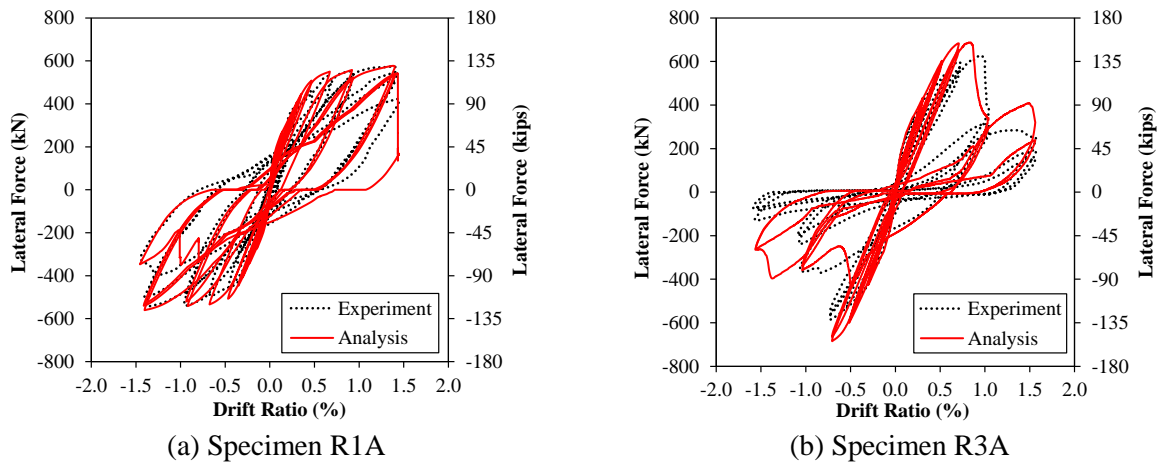 800
600
400
200
0
-200
-400
-600
-800
Lateral Force (kN)
180
135
90
45
0
-45
-90
-135
-180
Lateral Force (kips)
Experiment
Analysis
-2.0 -1.5 -1.0 -0.5 0.0 0.5 1.0 1.5 2.0
Drift Ratio (%)
(a) Specimen R1A
800
600
400
200
0
-200
-400
-600
-800
Lateral Force (kN)
180
135
90
45
0
-45
-90
-135
-180
Lateral Force (kips)
Experiment
Analysis
-2.0 -1.5 -1.0 -0.5 0.0 0.5 1.0 1.5 2.0
Drift Ratio (%)
(b) Specimen R3A